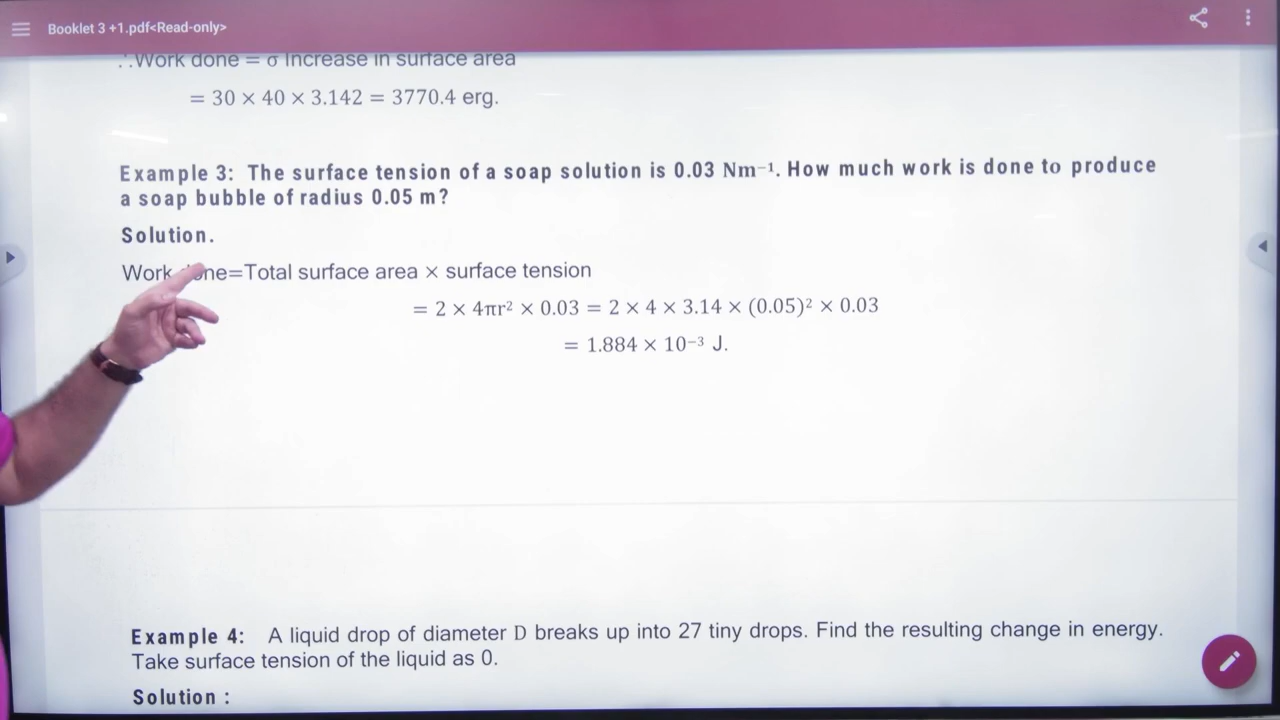 Booklet 3 +1.pdf<Read-only>
∴Work done = σ Increase in surface area
= 30 × 40 × 3.142 = 3770.4 erg.
Example 3: The surface tension of a soap solution is 0.03 Nm⁻¹. How much work is done to produce
a soap bubble of radius 0.05 m?
Solution.
Work =Total surface area × surface tension
= 2 × 4πr² × 0.03 = 2 × 4 × 3.14 × (0.05)² × 0.03
= 1.884 × 10⁻³ J.
Example 4: A liquid drop of diameter D breaks up into 27 tiny drops. Find the resulting change in energy.
Take surface tension of the liquid as 0.
Solution :